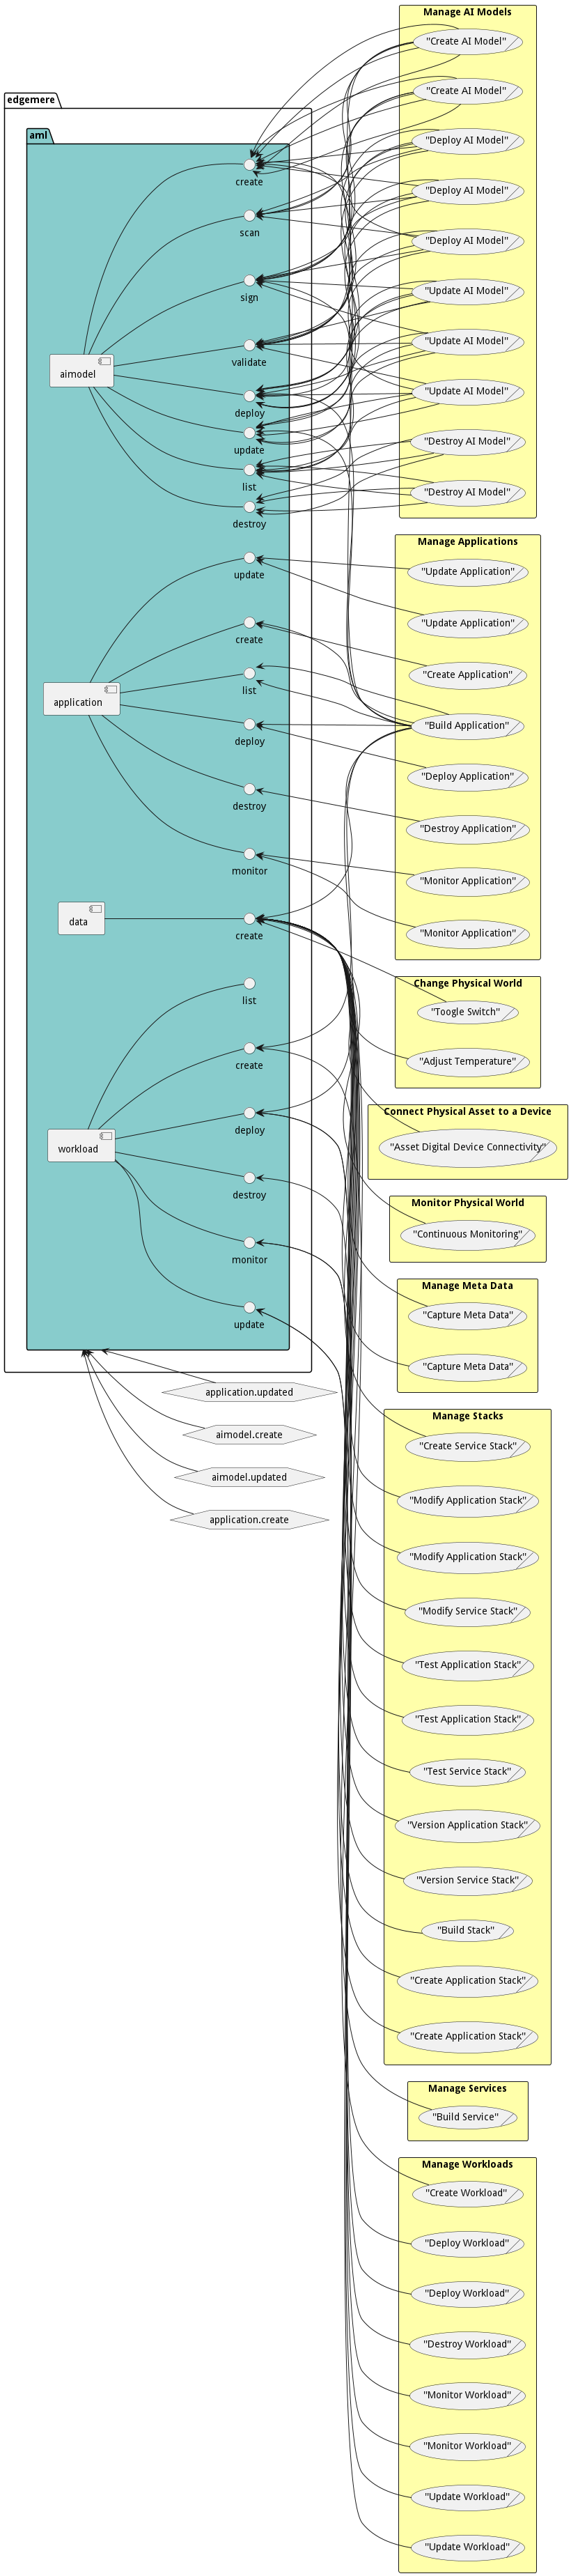 Manage AI Models
"Create AI Model"
"Create AI Model"
"Deploy AI Model"
"Deploy AI Model"
"Deploy AI Model"
"Update AI Model"
"Update AI Model"
"Update AI Model"
"Destroy AI Model"
"Destroy AI Model"
edgemere
aml
create
scan
sign
aimodel
validate
deploy
update
list
destroy
update
create
application
list
deploy
destroy
monitor
data
create
list
create
workload
deploy
destroy
monitor
update
Manage Applications
"Update Application"
"Update Application"
"Create Application"
"Build Application"
"Deploy Application"
"Destroy Application"
"Monitor Application"
"Monitor Application"
Change Physical World
"Toogle Switch"
"Adjust Temperature"
Connect Physical Asset to a Device
"Asset Digital Device Connectivity"
Monitor Physical World
"Continuous Monitoring"
Manage Meta Data
"Capture Meta Data"
"Capture Meta Data"
application.updated
aimodel.create
aimodel.updated
application.create
Manage Stacks
"Create Service Stack"
"Modify Application Stack"
"Modify Application Stack"
"Modify Service Stack"
"Test Application Stack"
"Test Application Stack"
"Test Service Stack"
"Version Application Stack"
"Version Service Stack"
"Build Stack"
"Create Application Stack"
"Create Application Stack"
Manage Services
"Build Service"
Manage Workloads
"Create Workload"
"Deploy Workload"
"Deploy Workload"
"Destroy Workload"
"Monitor Workload"
"Monitor Workload"
"Update Workload"
"Update Workload"